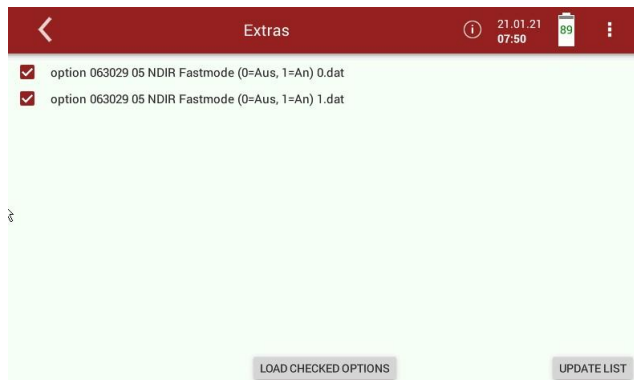 Extras
21.01.21
07:50
89
option 063029 05 NDIR Fastmode (0=Aus, 1=An) 0.dat
option 063029 05 NDIR Fastmode (0=Aus, 1=An) 1.dat
LOAD CHECKED OPTIONS
UPDATE LIST